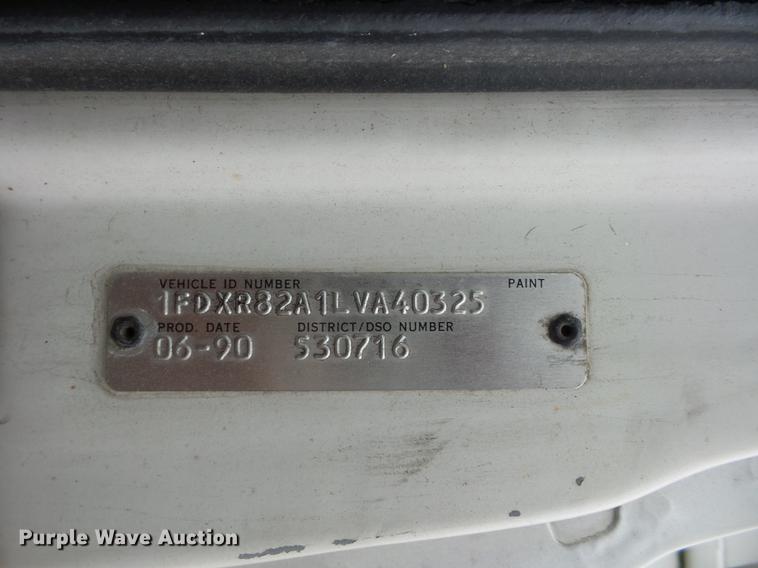 VEHICLE ID NUMBER PAINT
1FDXR82A1LVA40325
PROD. DATE DISTRICT/DSO NUMBER
06-90 530716
Purple Wave Auction